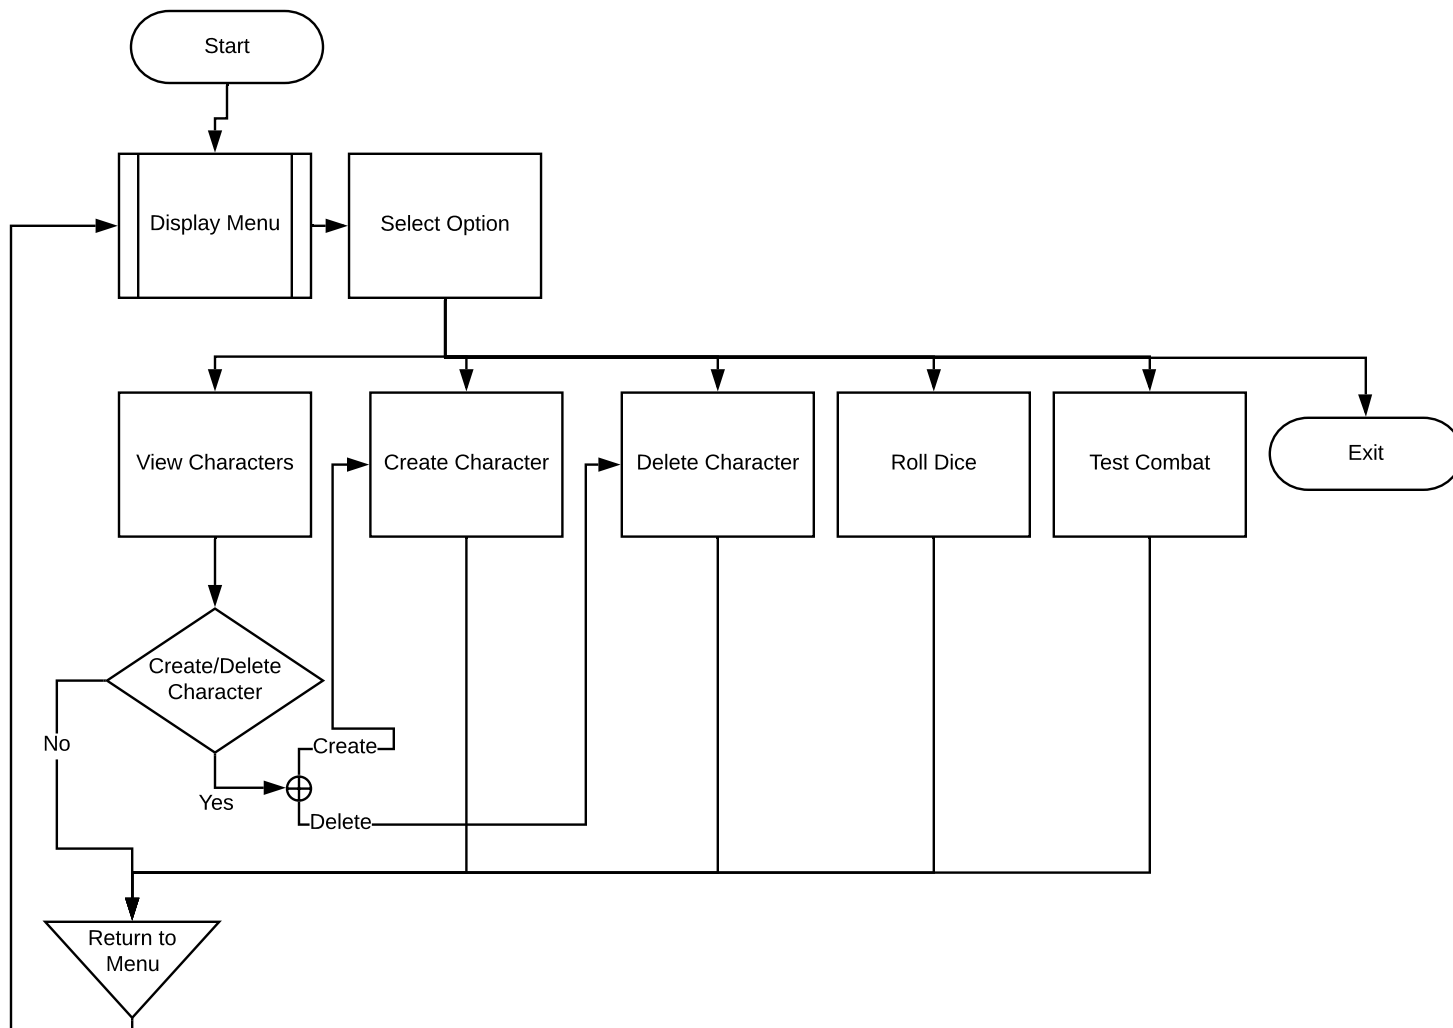 Start
Display Menu
Select Option
View Characters
Create Character
Delete Character
Roll Dice
Test Combat
Exit
Create/Delete
Character
No
Create
Yes
Delete
Return to
Menu